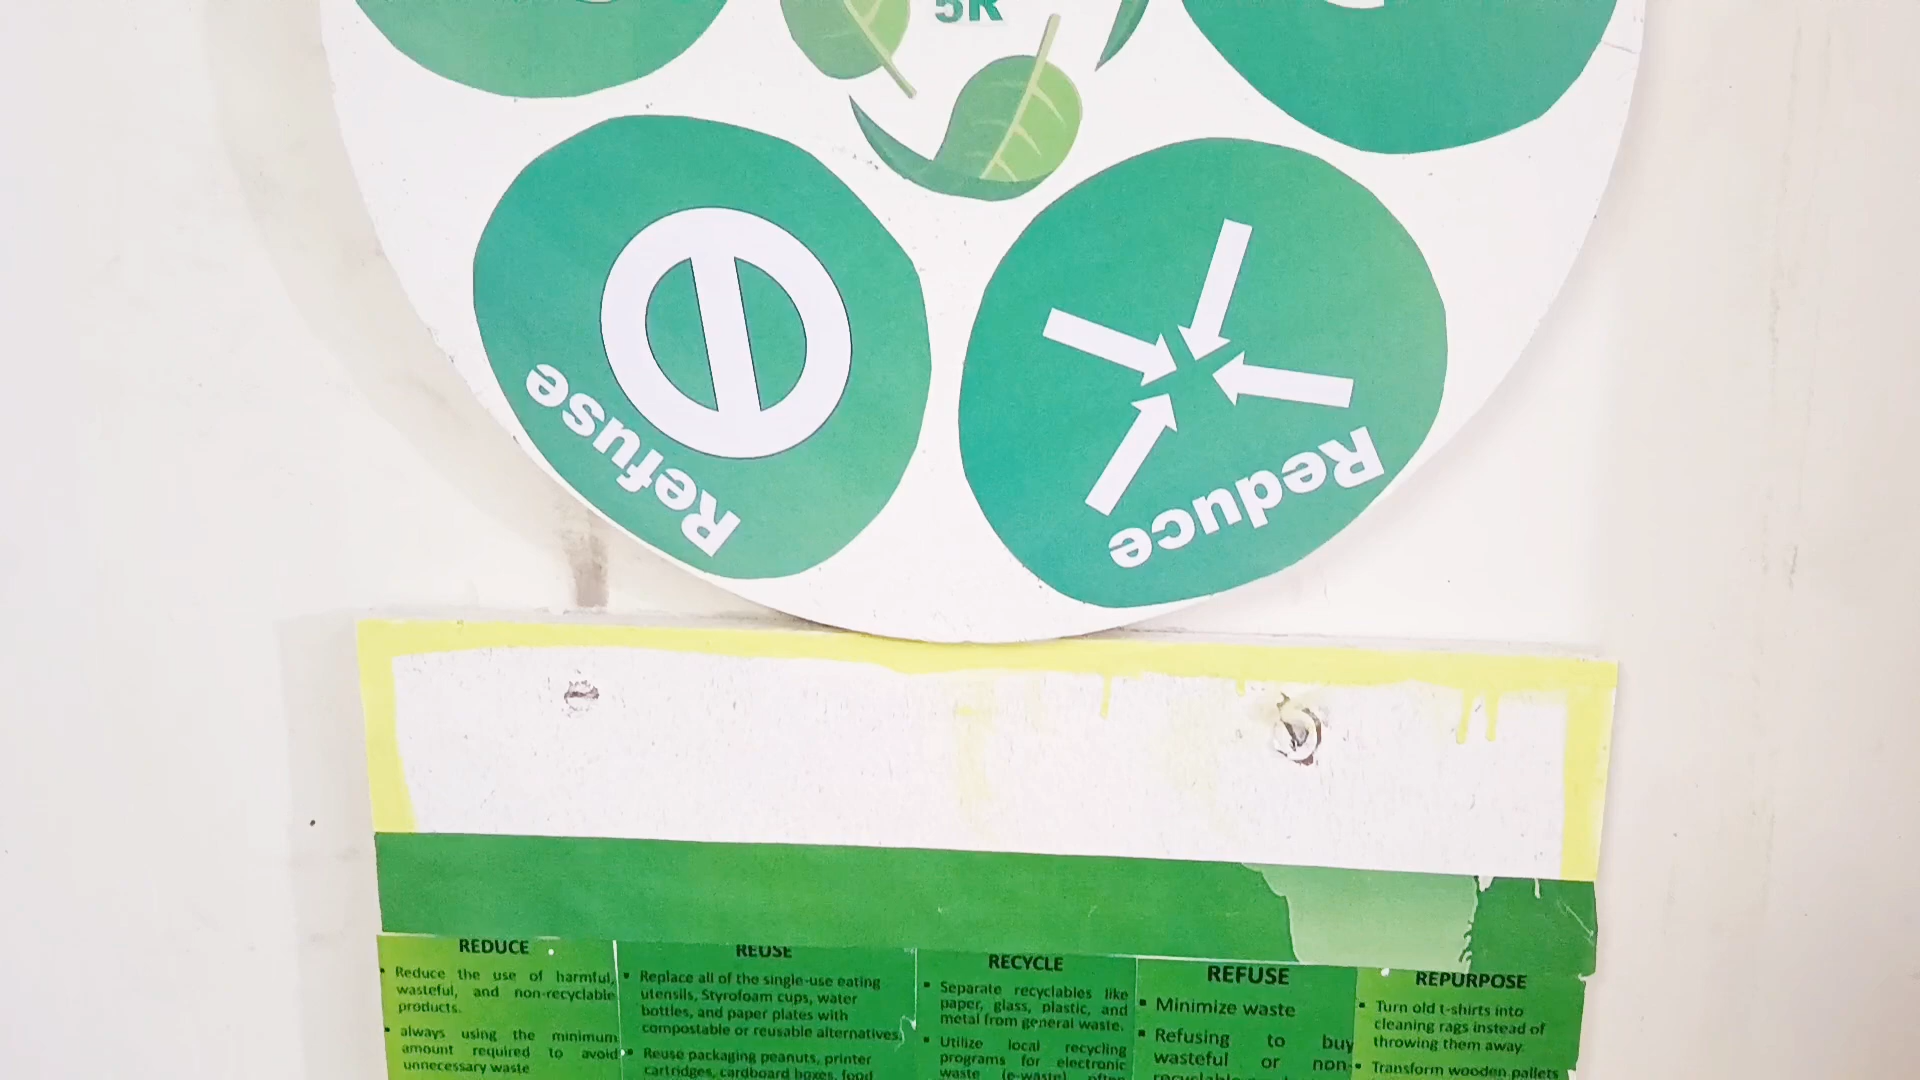 5R
Refuse
Reduce
REDUCE
Reduce the use of harmful,
wasteful, and non-recyclable
products.
always using the minimum
amount required to avoid
unnecessary waste
REUSE
Replace all of the single-use eating
utensils, Styrofoam cups, water
bottles, and paper plates with
compostable or reusable alternatives
Reuse packaging peanuts, printer
cartridges, cardboard boxes, food
RECYCLE
Separate recyclables like
paper, glass, plastic, and
metal from general waste.
Utilize local recycling
programs for electronic
waste (e-waste), often
REFUSE
Minimize waste
Refusing to buy
wasteful or non-
REPURPOSE
Turn old t-shirts into
cleaning rags instead of
throwing them away.
Transform wooden pallets